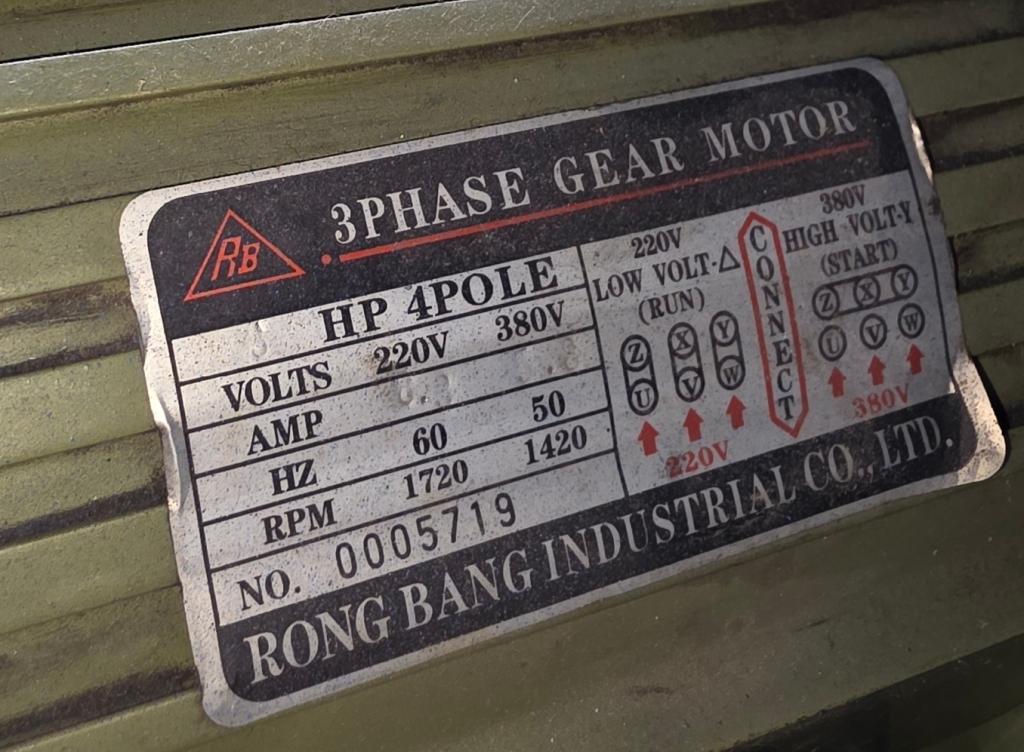 RB 3PHASE GEAR MOTOR
HP 4POLE
VOLTS 220V 380V
AMP
HZ 60 50
RPM 1720 1420
NO. 0005719
220V
LOW VOLT-Δ
(RUN)
Z X Y
U V W
220V
CONNECT
380V
HIGH VOLT-Y
(START)
Z X Y
U V W
380V
RONG BANG INDUSTRIAL CO., LTD.